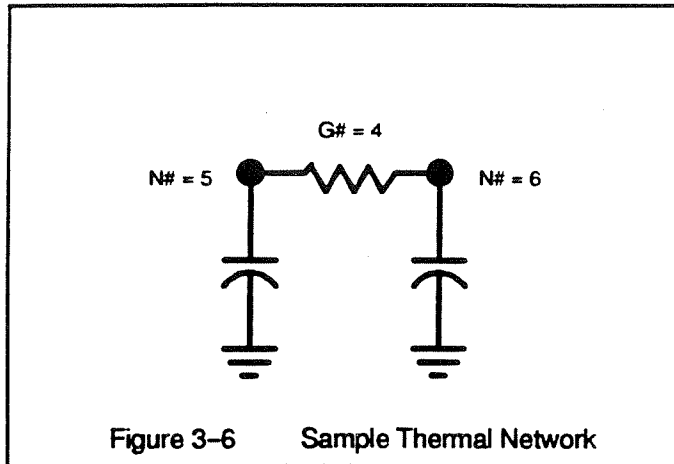 G# = 4
N# = 5
N# = 6
Figure 3–6 Sample Thermal Network